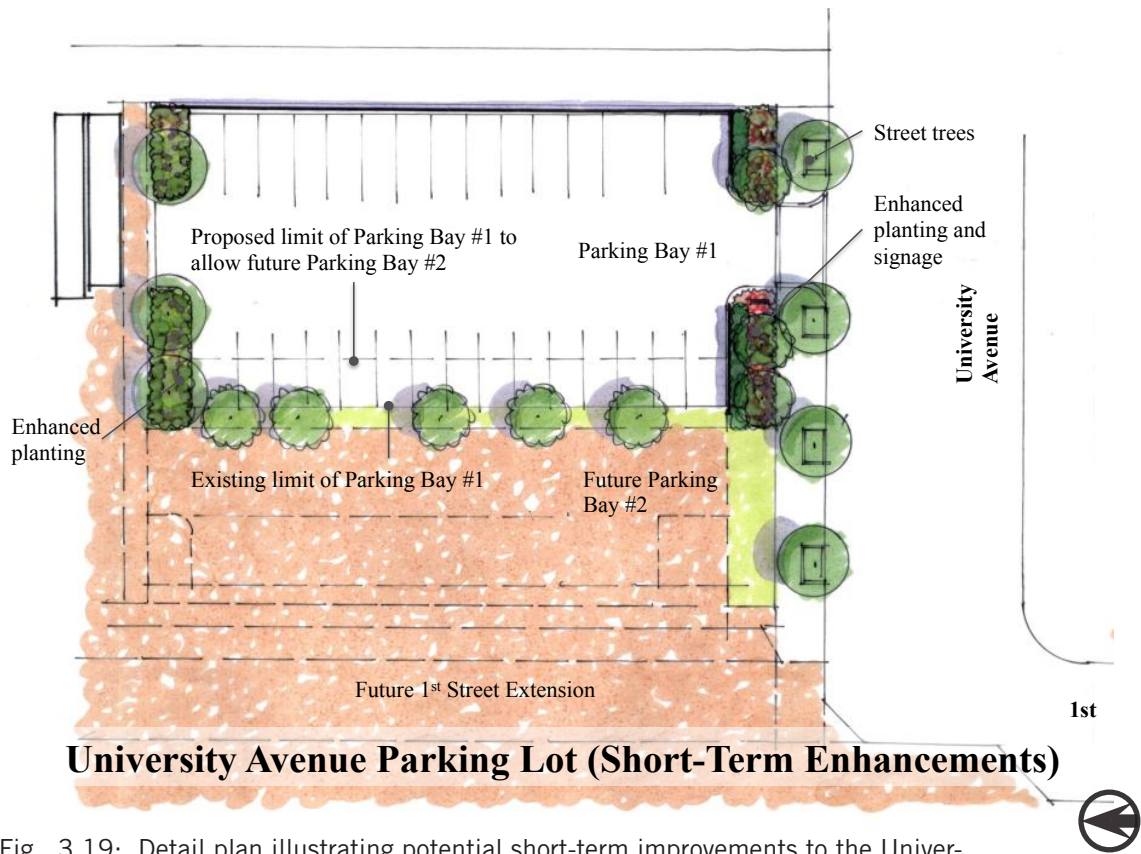 Street trees
Enhanced
planting and
signage
Proposed limit of Parking Bay #1 to
allow future Parking Bay #2
Parking Bay #1
University
Avenue
Enhanced
planting
Existing limit of Parking Bay #1
Future Parking
Bay #2
Future 1st Street Extension
1st
University Avenue Parking Lot (Short-Term Enhancements)
Fig. 3.19: Detail plan illustrating potential short-term improvements to the Univer-